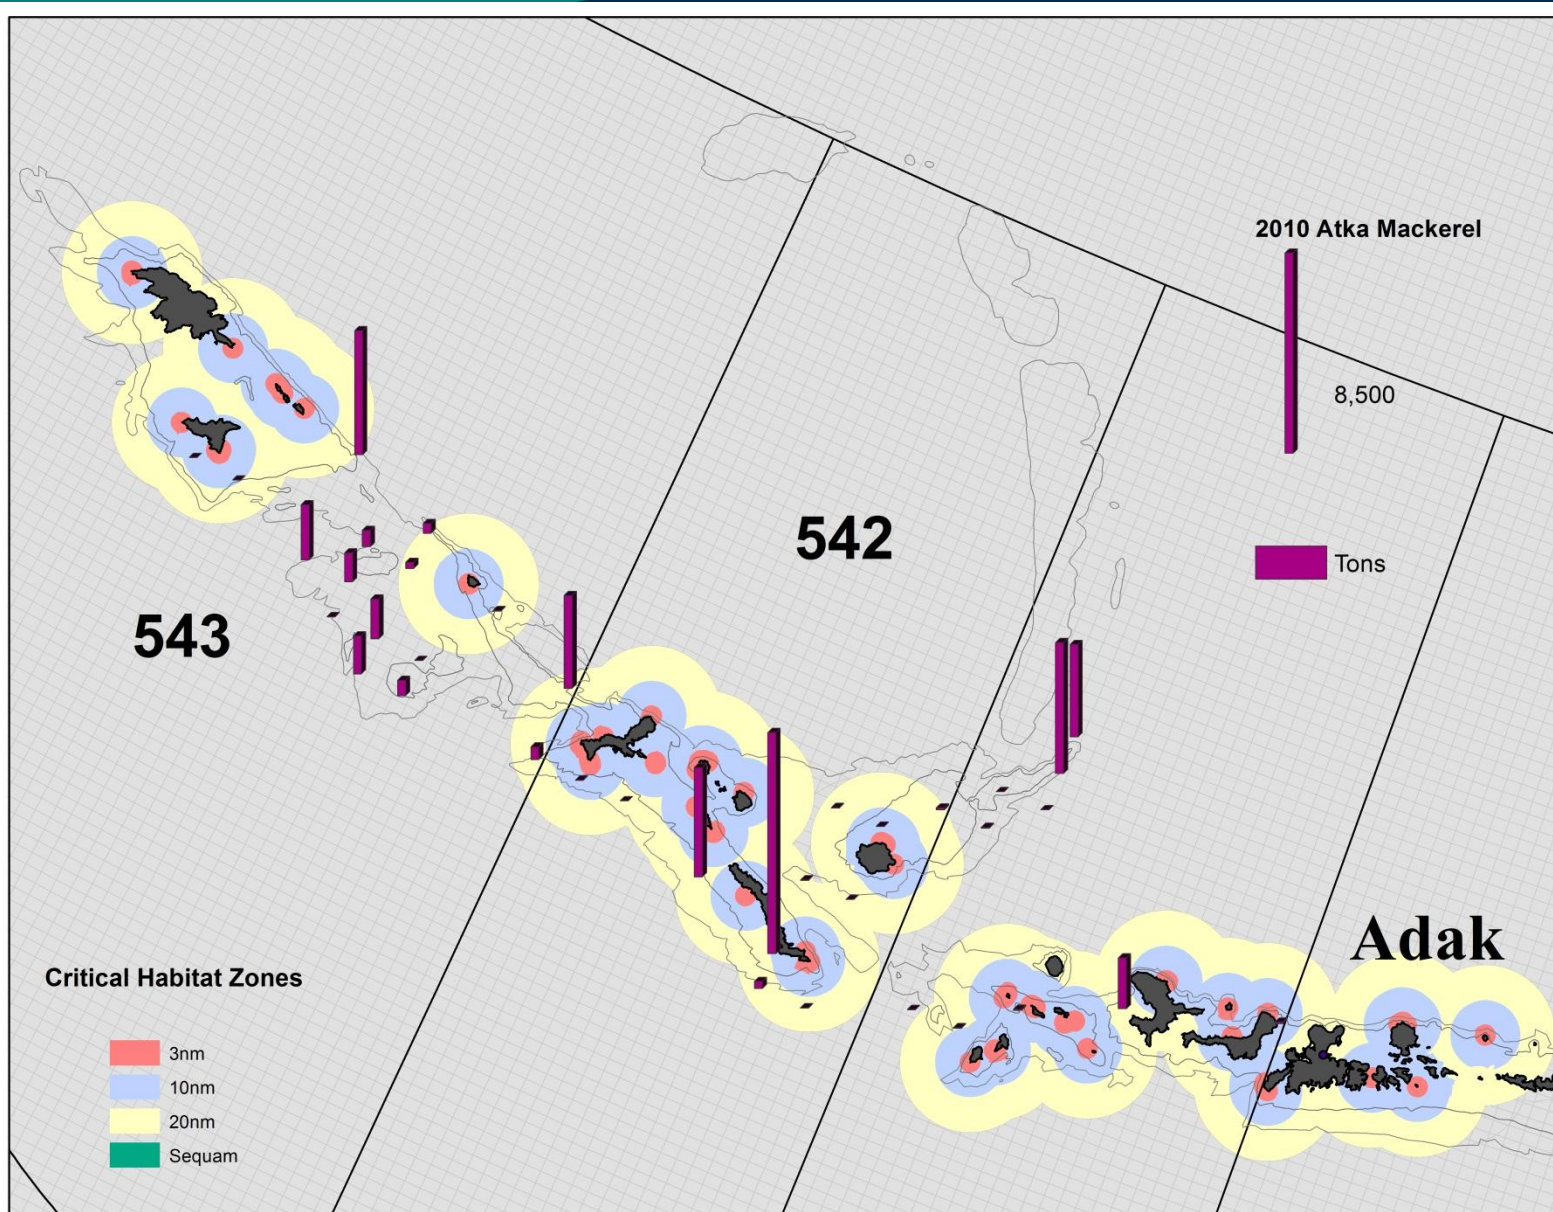 2010 Atka Mackerel
8,500
542
Tons
543
Adak
Critical Habitat Zones
3nm
10nm
20nm
Sequam